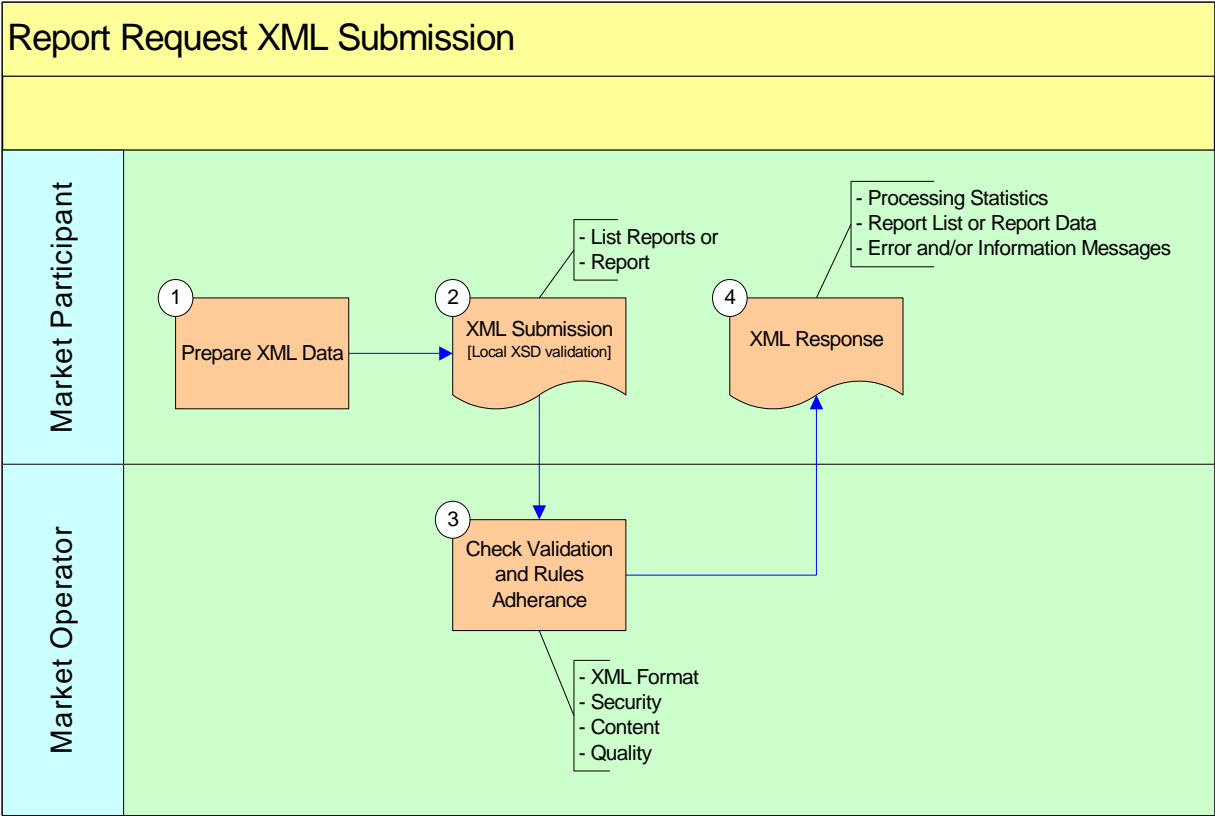 Report Request XML Submission
Market Participant
- Processing Statistics
- Report List or Report Data
- Error and/or Information Messages
- List Reports or
- Report
1
Prepare XML Data
2
XML Submission
[Local XSD validation]
4
XML Response
Market Operator
3
Check Validation
and Rules
Adherance
- XML Format
- Security
- Content
- Quality